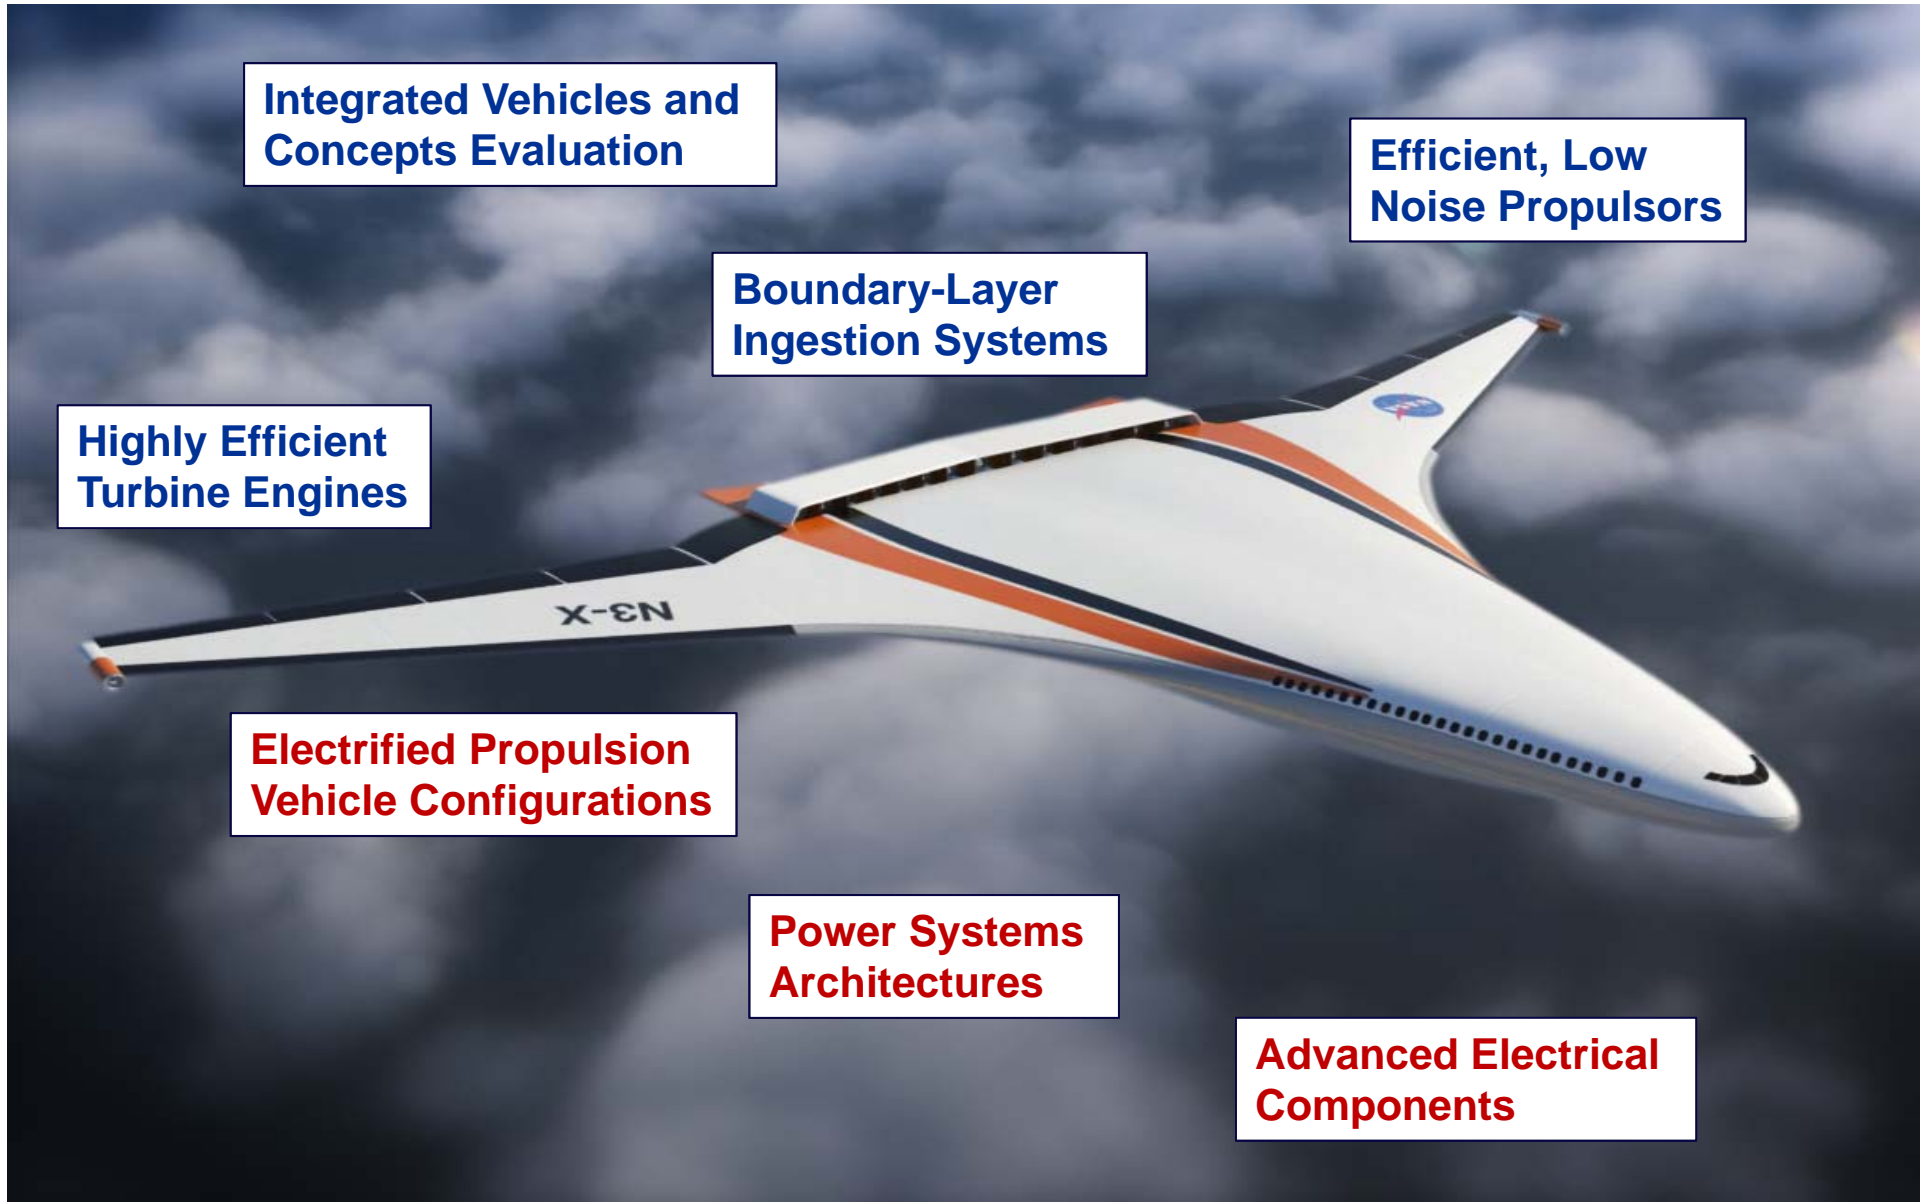 Integrated Vehicles and
Concepts Evaluation
Efficient, Low
Noise Propulsors
Boundary-Layer
Ingestion Systems
Highly Efficient
Turbine Engines
NASA
N3-X
Electrified Propulsion
Vehicle Configurations
Power Systems
Architectures
Advanced Electrical
Components